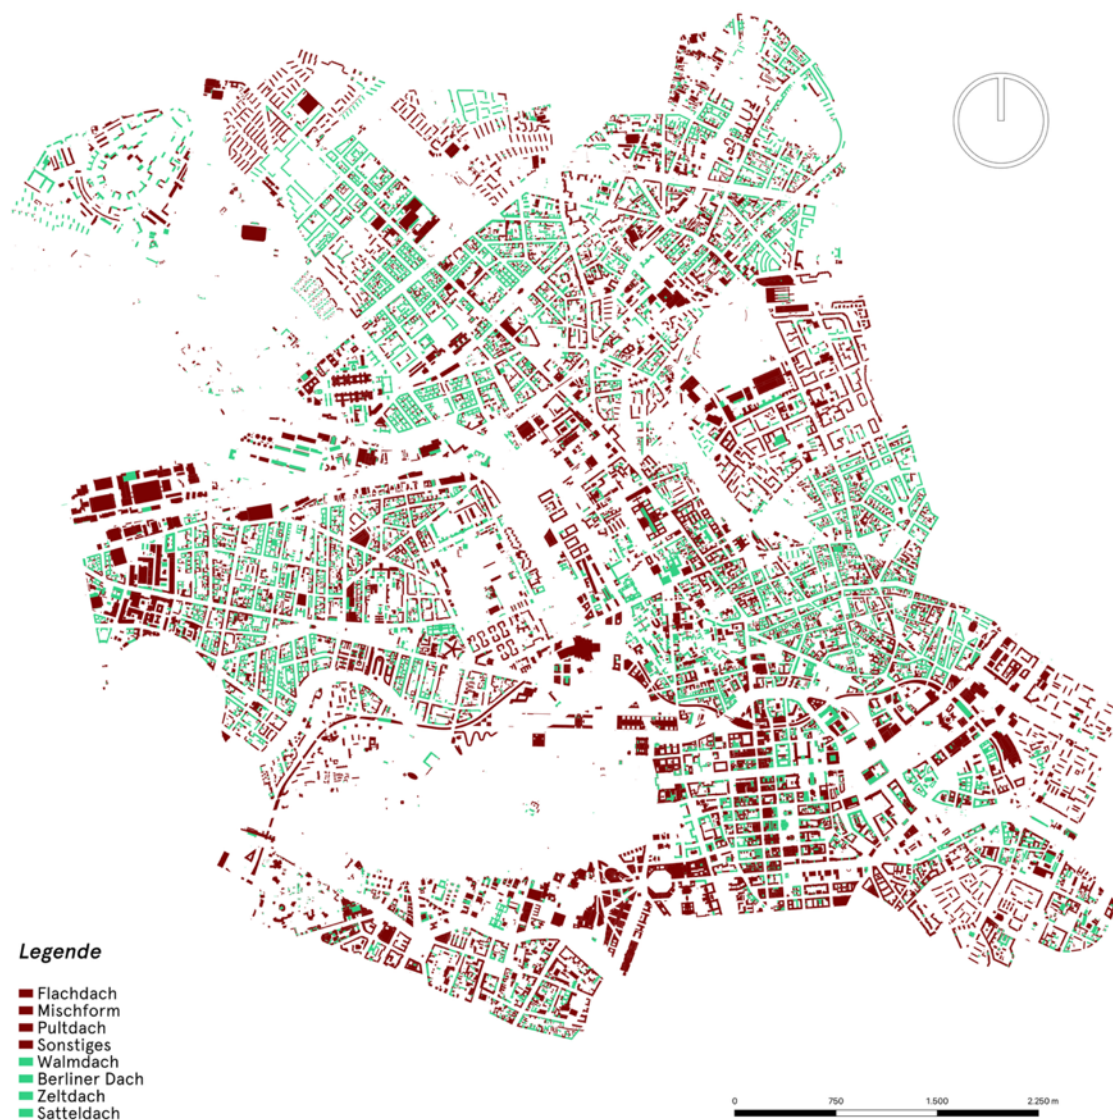 Legende
Flachdach
Mischform
Pultdach
Sonstiges
Walmdach
Berliner Dach
Zeltdach
Satteldach
0 750 1.500 2.250 m